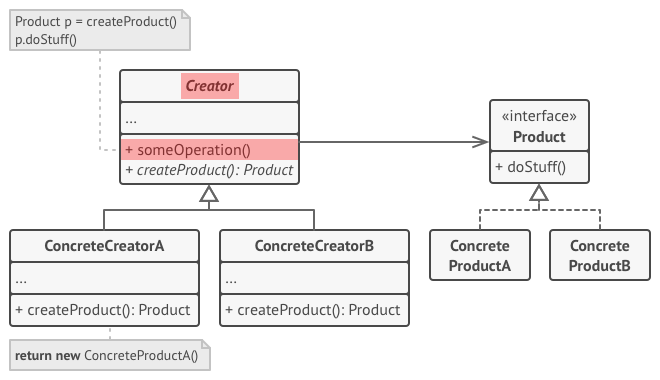 Product p = createProduct()
p.doStuff()
Creator
...
+ someOperation()
+ createProduct(): Product
«interface»
Product
+ doStuff()
ConcreteCreatorA
...
+ createProduct(): Product
ConcreteCreatorB
...
+ createProduct(): Product
Concrete
ProductA
Concrete
ProductB
return new ConcreteProductA()